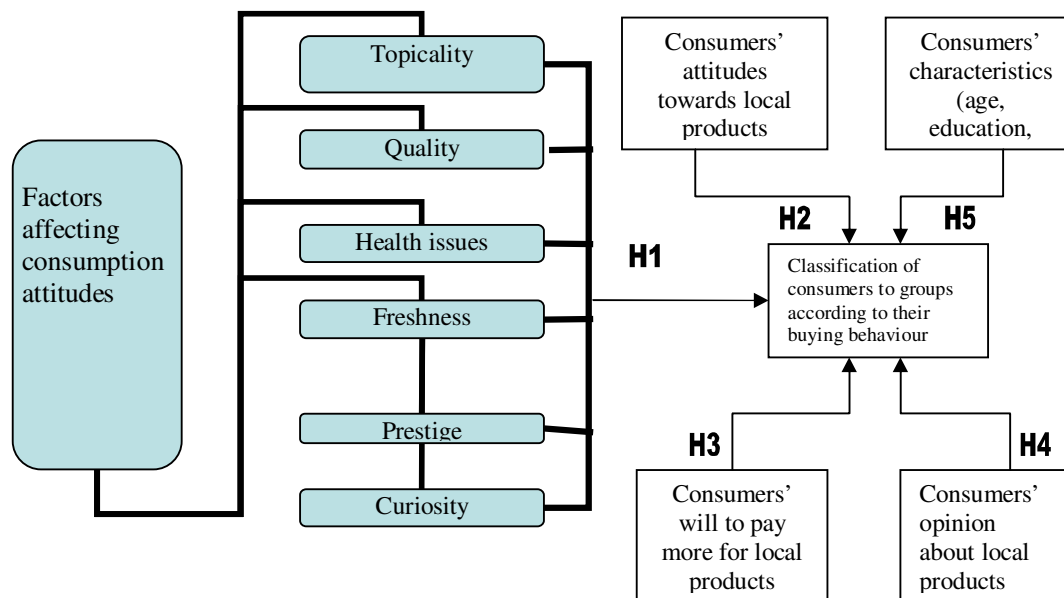 Factors
affecting
consumption
attitudes
Topicality
Quality
Health issues
Freshness
Prestige
Curiosity
H1
Consumers’
attitudes
towards local
products
H2
Consumers’
characteristics
(age,
education,
H5
Classification of
consumers to groups
according to their
buying behaviour
H3
Consumers’
will to pay
more for local
products
H4
Consumers’
opinion
about local
products